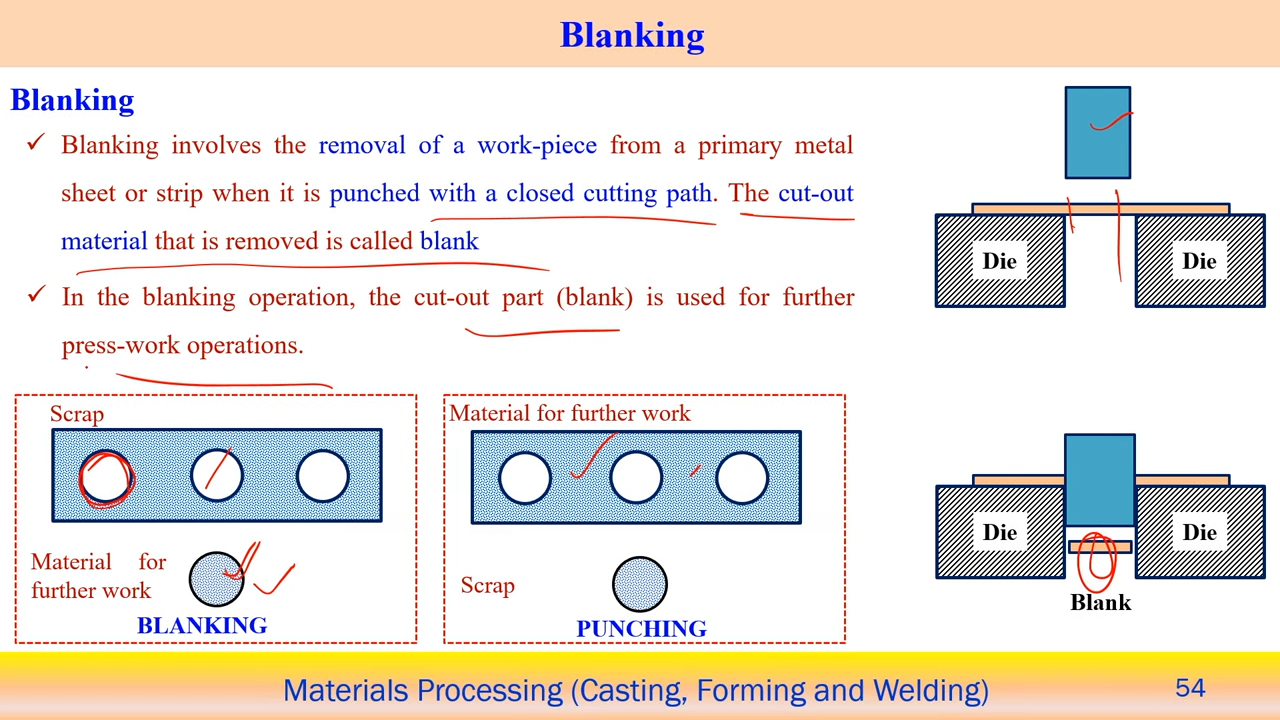 Blanking
Blanking
✓ Blanking involves the removal of a work-piece from a primary metal
sheet or strip when it is punched with a closed cutting path. The cut-out
material that is removed is called blank
✓ In the blanking operation, the cut-out part (blank) is used for further
press-work operations.
Scrap
Material for
further work
BLANKING
Material for further work
Scrap
PUNCHING
Die
Die
Die
Die
Blank
Materials Processing (Casting, Forming and Welding)
54